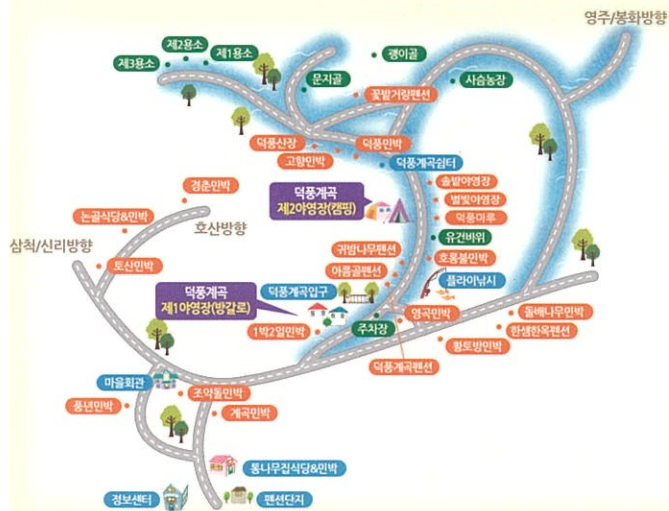 영주/봉화방향
제2용소
제1용소
제3용소
문지골
괭이골
사슴농장
꽃밭거랑펜션
덕풍산장
덕풍민박
고향민박
덕풍계곡쉼터
솔밭야영장
별빛야영장
덕풍마루
유건바위
호롱불민박
플라이낚시
덕풍계곡
제2야영장(캠핑)
경춘민박
논골식당&민박
호산방향
삼척/신리방향
토산민박
귀밤나무펜션
아름골펜션
덕풍계곡입구
덕풍계곡
제1야영장(방갈로)
1박2일민박
주차장
영곡민박
돌배나무민박
한샘한옥펜션
황토방민박
덕풍계곡펜션
마을회관
조약돌민박
풍년민박
계곡민박
통나무집식당&민박
정보센터
펜션단지